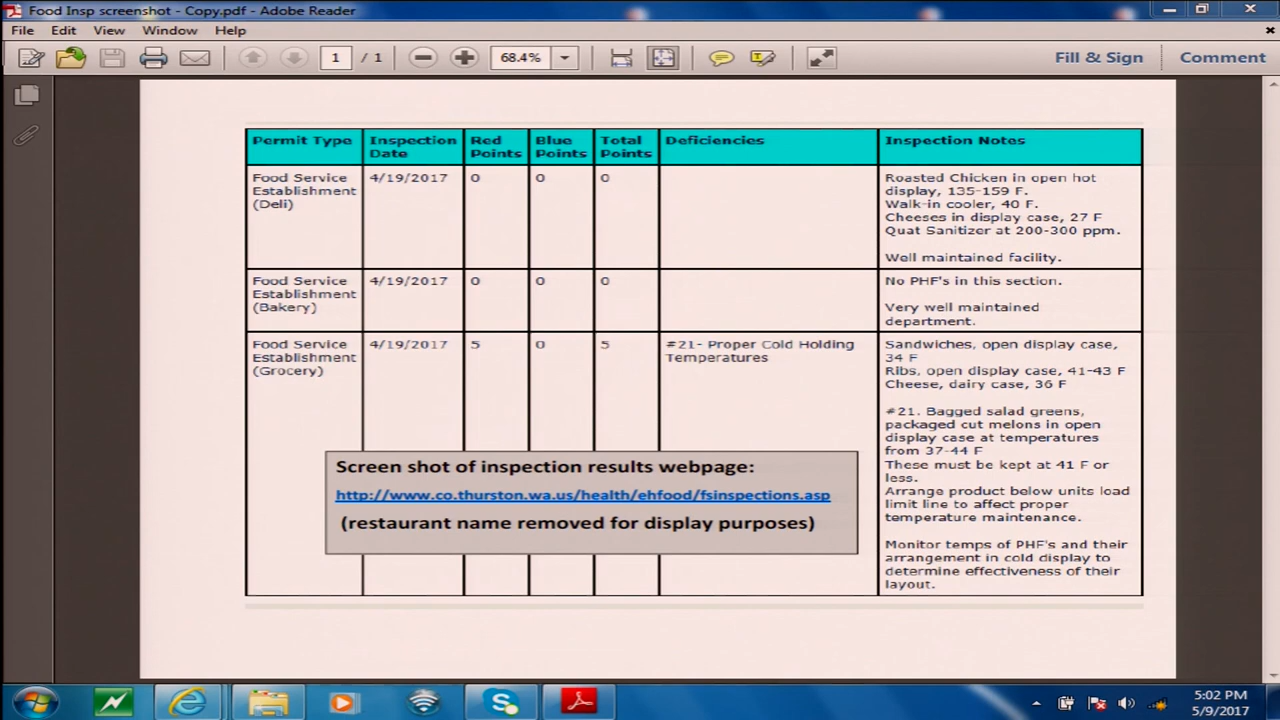 Food Insp screenshot - Copy.pdf - Adobe Reader
File Edit View Window Help
1 / 1 68.4% Fill & Sign Comment
Permit Type Inspection Date Red Points Blue Points Total Points Deficiencies Inspection Notes
Food Service Establishment (Deli) 4/19/2017 0 0 0
Roasted Chicken in open hot
display, 135-159 F.
Walk-in cooler, 40 F.
Cheeses in display case, 27 F
Quat Sanitizer at 200-300 ppm.
Well maintained facility.
Food Service Establishment (Bakery) 4/19/2017 0 0 0
No PHF's in this section.
Very well maintained
department.
Food Service Establishment (Grocery) 4/19/2017 5 0 5
#21- Proper Cold Holding
Temperatures
Sandwiches, open display case,
34 F
Ribs, open display case, 41-43 F
Cheese, dairy case, 36 F
#21. Bagged salad greens,
packaged cut melons in open
display case at temperatures
from 37-44 F
These must be kept at 41 F or
less.
Arrange product below units load
limit line to affect proper
temperature maintenance.
Monitor temps of PHF's and their
arrangement in cold display to
determine effectiveness of their
layout.
Screen shot of inspection results webpage:
http://www.co.thurston.wa.us/health/ehfood/fsinspections.asp
(restaurant name removed for display purposes)
5:02 PM
5/9/2017